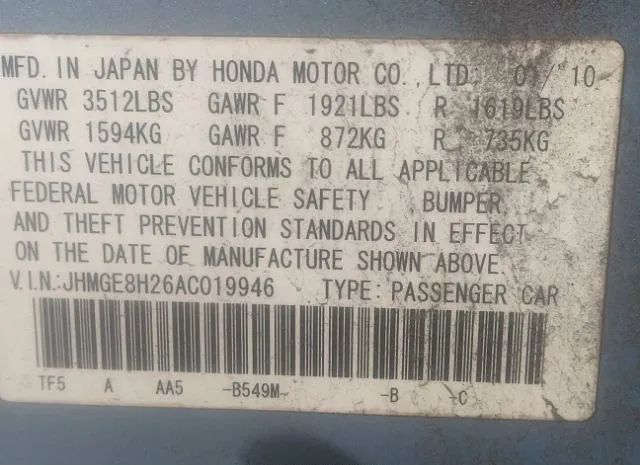 MFD. IN JAPAN BY HONDA MOTOR CO.,LTD. 01/10
GVWR 3512LBS GAWR F 1921LBS R 1619LBS
GVWR 1594KG GAWR F 872KG R 735KG
THIS VEHICLE CONFORMS TO ALL APPLICABLE
FEDERAL MOTOR VEHICLE SAFETY BUMPER
AND THEFT PREVENTION STANDARDS IN EFFECT
ON THE DATE OF MANUFACTURE SHOWN ABOVE.
V.I.N.:JHMGE8H26AC019946 TYPE:PASSENGER CAR
TF5 A AA5 -B549M- -B -C